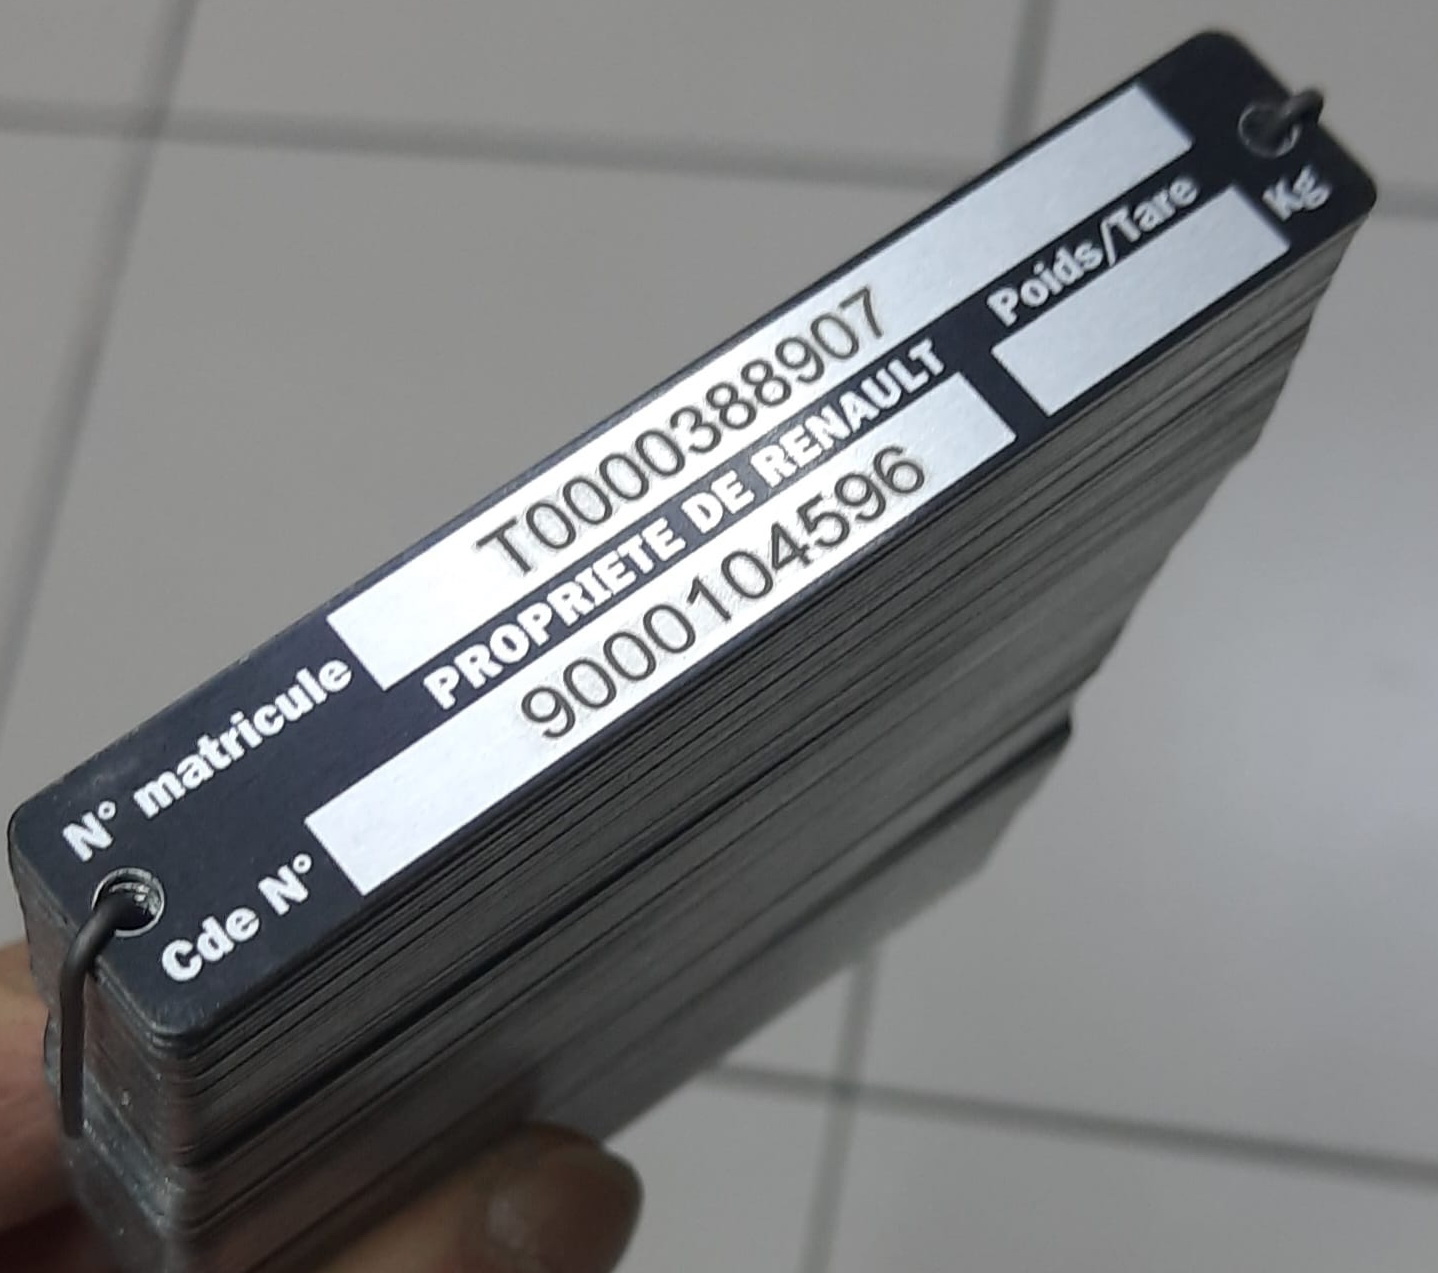 N° matricule T0000388907
PROPRIETE DE RENAULT Poids/Tare
Cde N° 9000104596 Kg